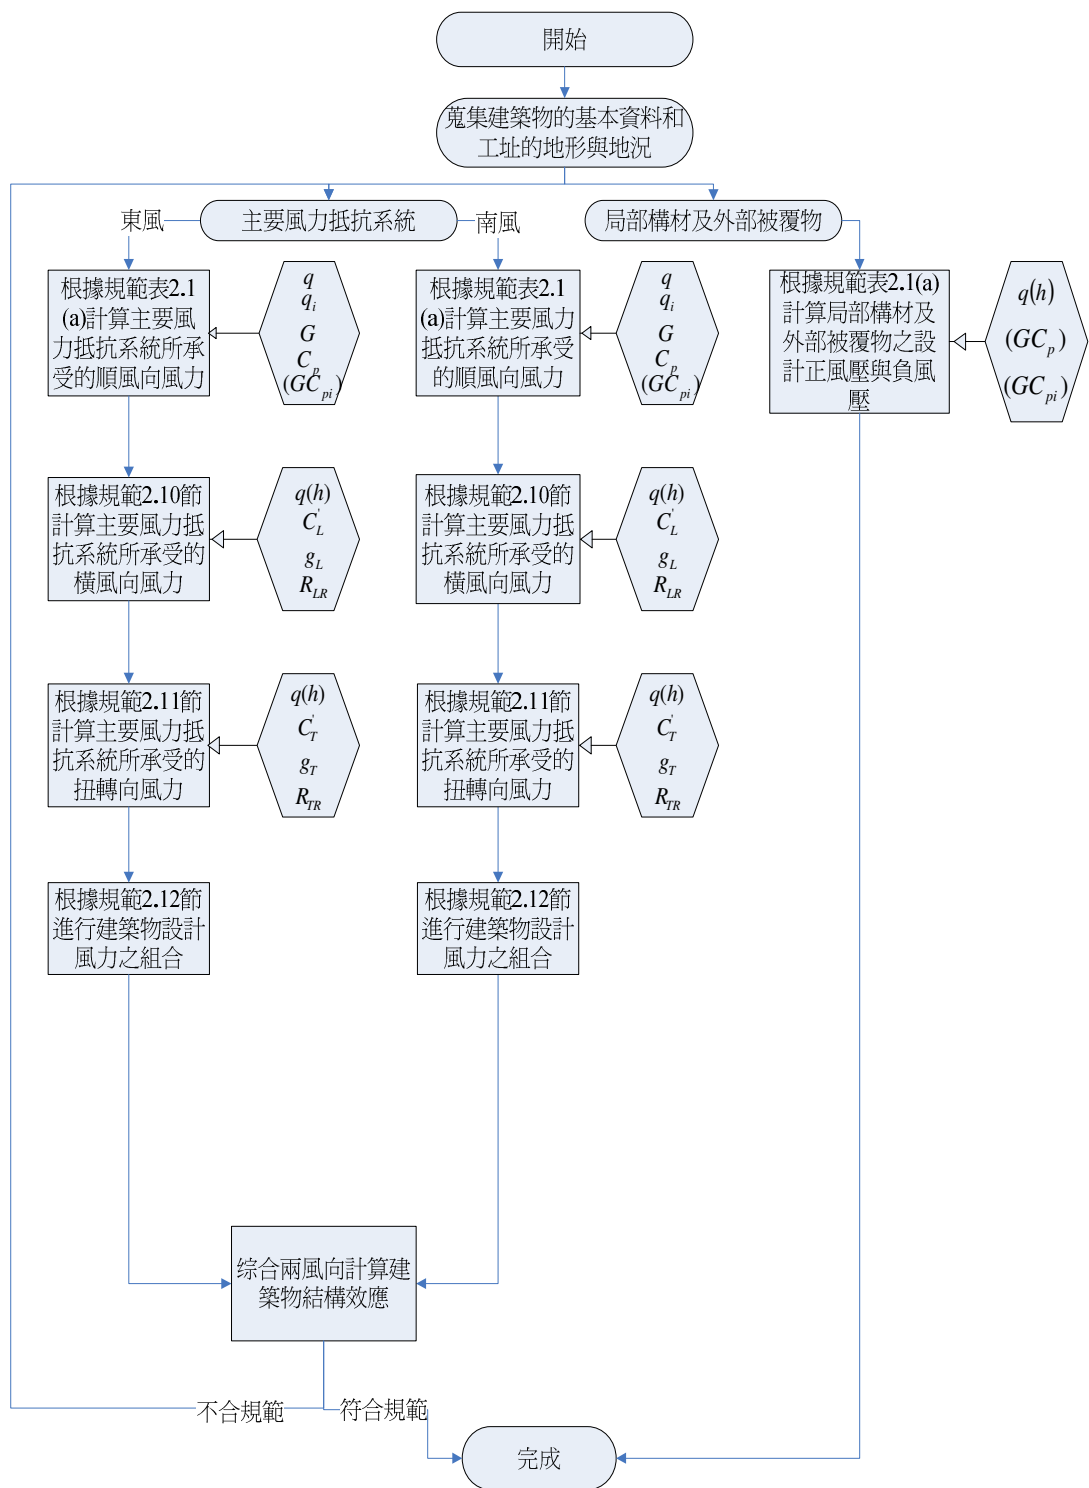 開始
蒐集建築物的基本資料和
工址的地形與地況
東風
主要風力抵抗系統
南風
局部構材及外部被覆物
根據規範表2.1
(a)計算主要風
力抵抗系統所承
受的順風向風力
q
q_i
G
C_p
(GC_{pi})
根據規範表2.1
(a)計算主要風力
抵抗系統所承受
的順風向風力
q
q_i
G
C_p
(GC_{pi})
根據規範表2.1(a)
計算局部構材及
外部被覆物之設
計正風壓與負風
壓
q(h)
(GC_p)
(GC_{pi})
根據規範2.10節
計算主要風力抵
抗系統所承受的
橫風向風力
q(h)
C'_L
g_L
R_{LR}
根據規範2.10節
計算主要風力抵
抗系統所承受的
橫風向風力
q(h)
C'_L
g_L
R_{LR}
根據規範2.11節
計算主要風力抵
抗系統所承受的
扭轉向風力
q(h)
C'_T
g_T
R_{TR}
根據規範2.11節
計算主要風力抵
抗系統所承受的
扭轉向風力
q(h)
C'_T
g_T
R_{TR}
根據規範2.12節
進行建築物設計
風力之組合
根據規範2.12節
進行建築物設計
風力之組合
综合兩風向計算建
築物結構效應
不合規範
符合規範
完成